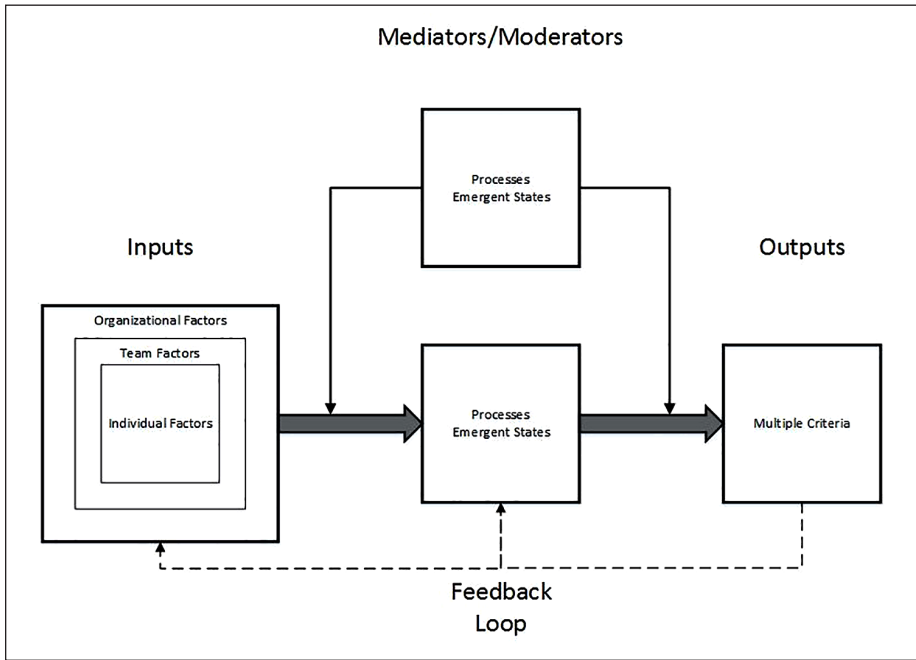 Mediators/Moderators
Processes
Emergent States
Inputs
Outputs
Organizational Factors
Team Factors
Individual Factors
Processes
Emergent States
Multiple Criteria
Feedback
Loop